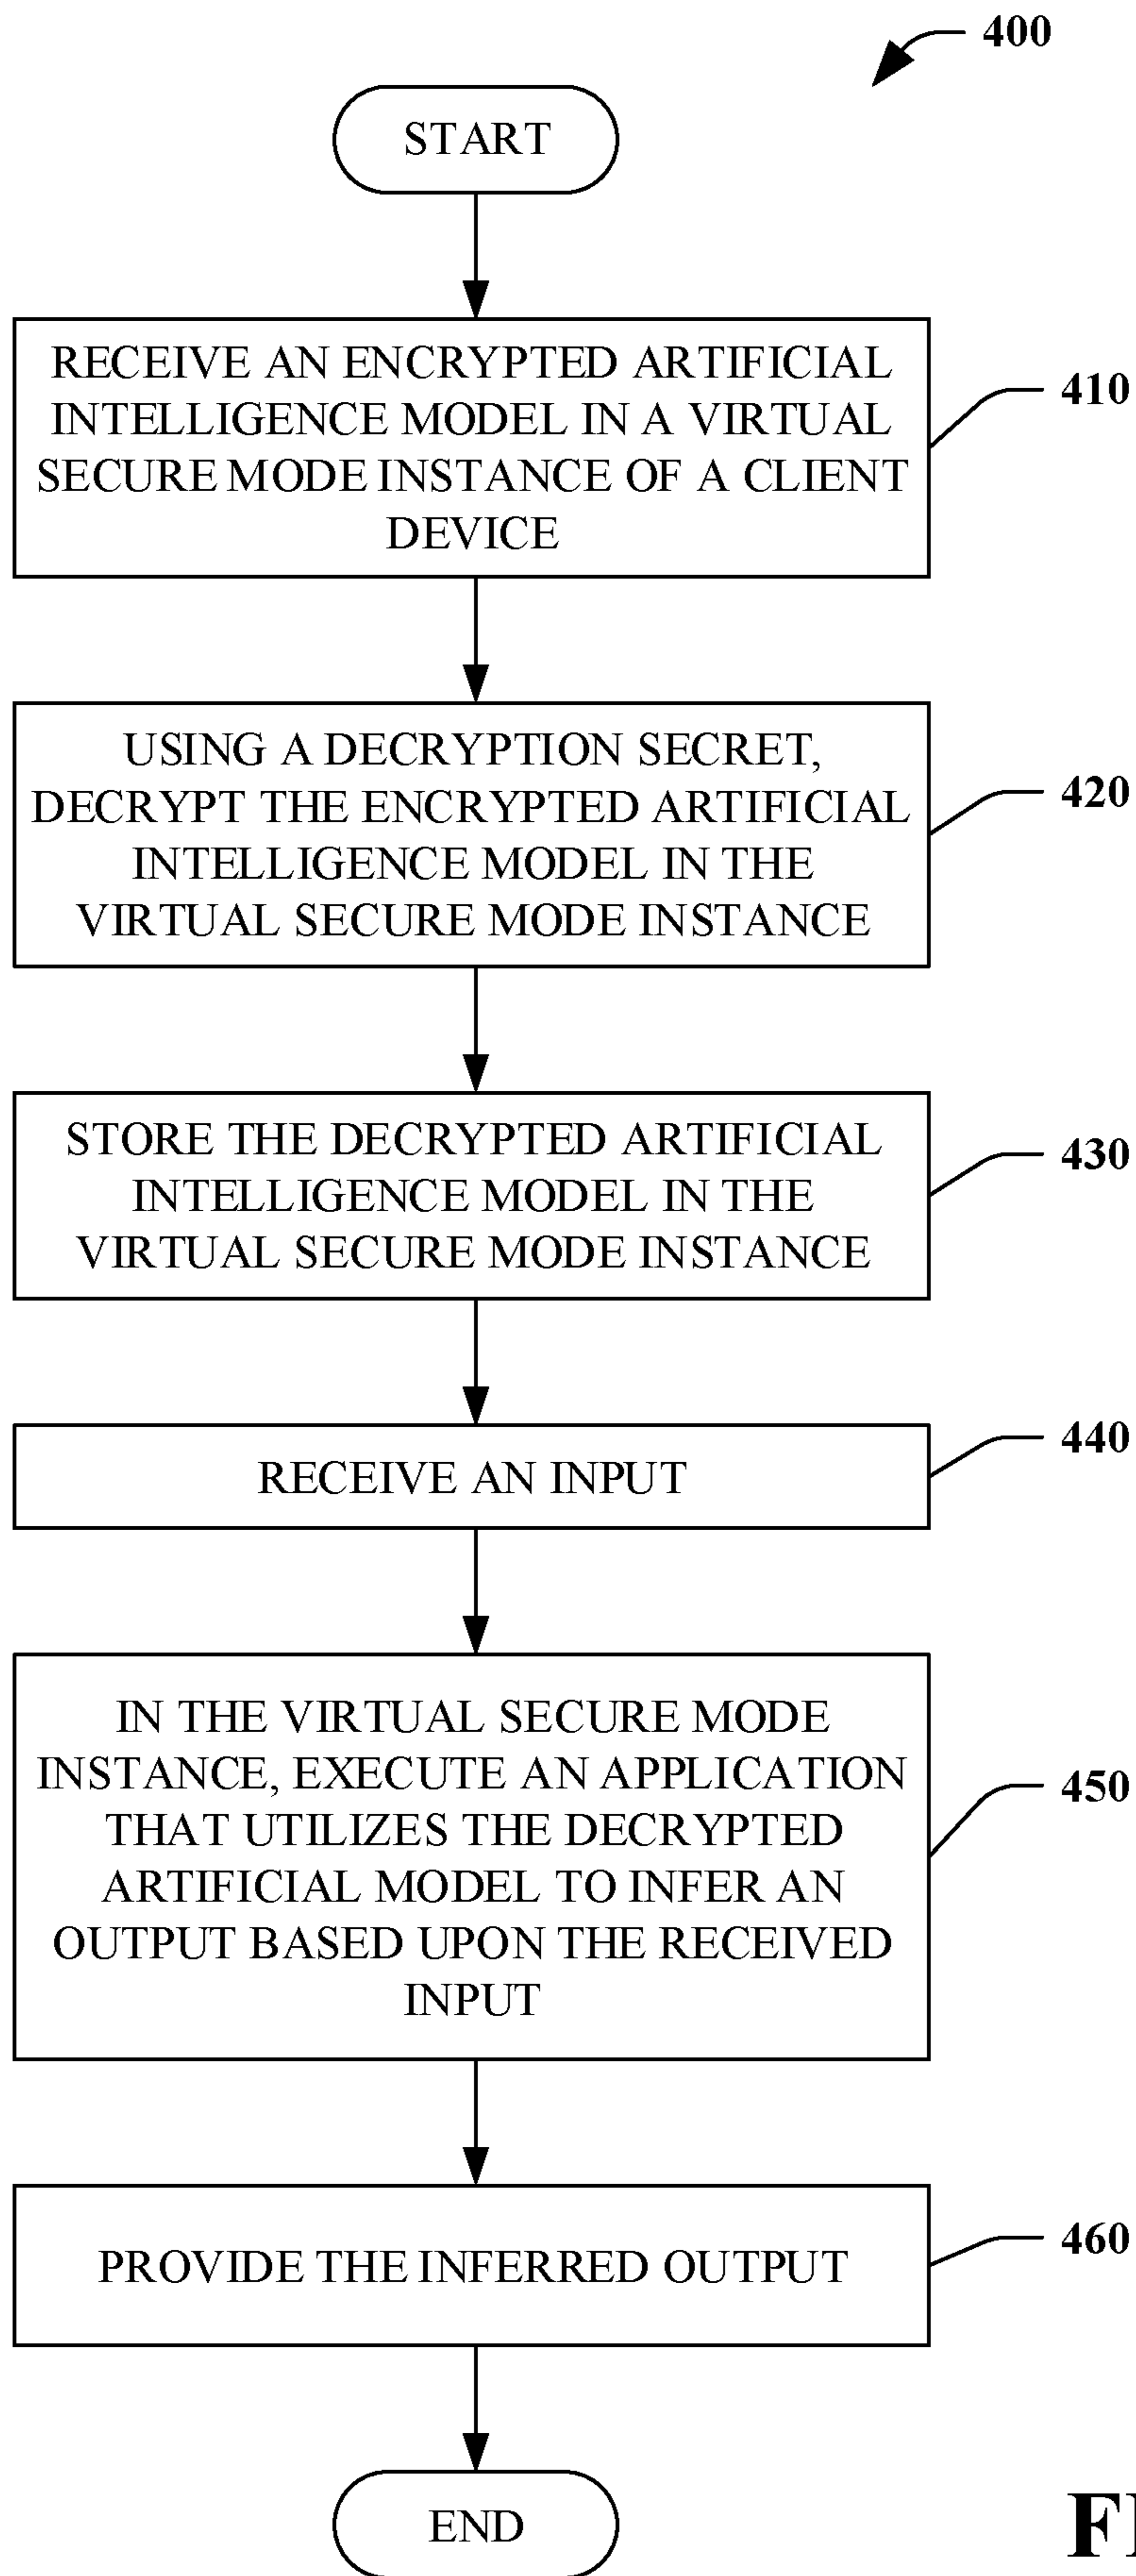 400
START
RECEIVE AN ENCRYPTED ARTIFICIAL
INTELLIGENCE MODEL IN A VIRTUAL
SECURE MODE INSTANCE OF A CLIENT
DEVICE
410
USING A DECRYPTION SECRET,
DECRYPT THE ENCRYPTED ARTIFICIAL
INTELLIGENCE MODEL IN THE
VIRTUAL SECURE MODE INSTANCE
420
STORE THE DECRYPTED ARTIFICIAL
INTELLIGENCE MODEL IN THE
VIRTUAL SECURE MODE INSTANCE
430
RECEIVE AN INPUT
440
IN THE VIRTUAL SECURE MODE
INSTANCE, EXECUTE AN APPLICATION
THAT UTILIZES THE DECRYPTED
ARTIFICIAL MODEL TO INFER AN
OUTPUT BASED UPON THE RECEIVED
INPUT
450
PROVIDE THE INFERRED OUTPUT
460
END